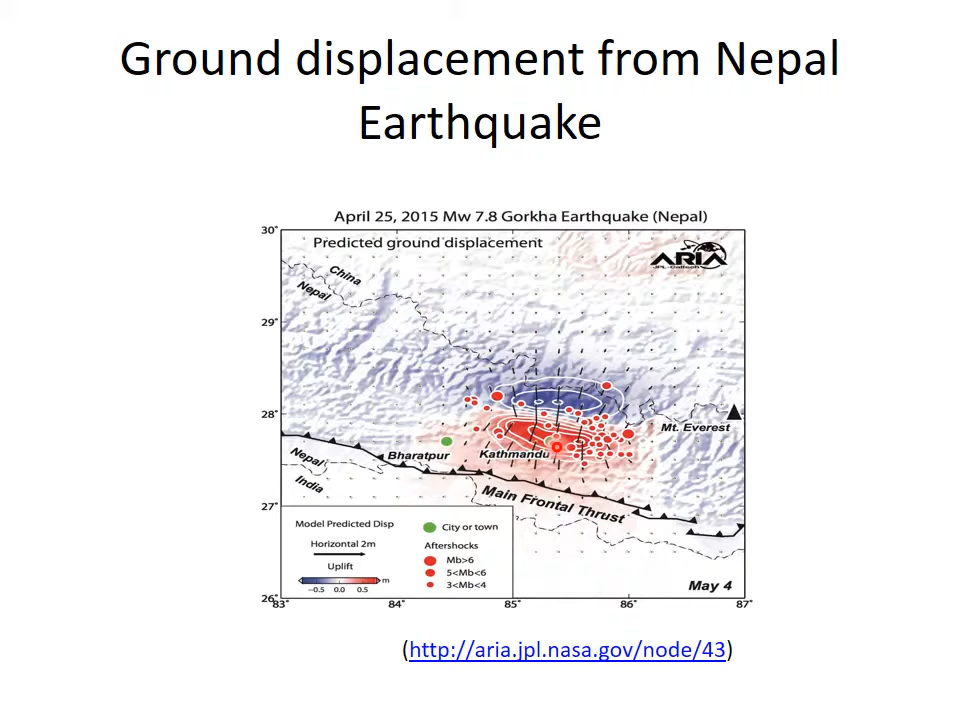 Ground displacement from Nepal
Earthquake
April 25, 2015 Mw 7.8 Gorkha Earthquake (Nepal)
30°
Predicted ground displacement
ARIA
JPL-Caltech
China
Nepal
29°
28°
Mt. Everest
Bharatpur
Kathmandu
Nepal
India
27°
Main Frontal Thrust
Model Predicted Disp
Horizontal 2m
Uplift
m
−0.5 0.0 0.5
City or town
Aftershocks
Mb>6
5<Mb<6
3<Mb<4
May 4
26°
83° 84° 85° 86° 87°
(http://aria.jpl.nasa.gov/node/43)